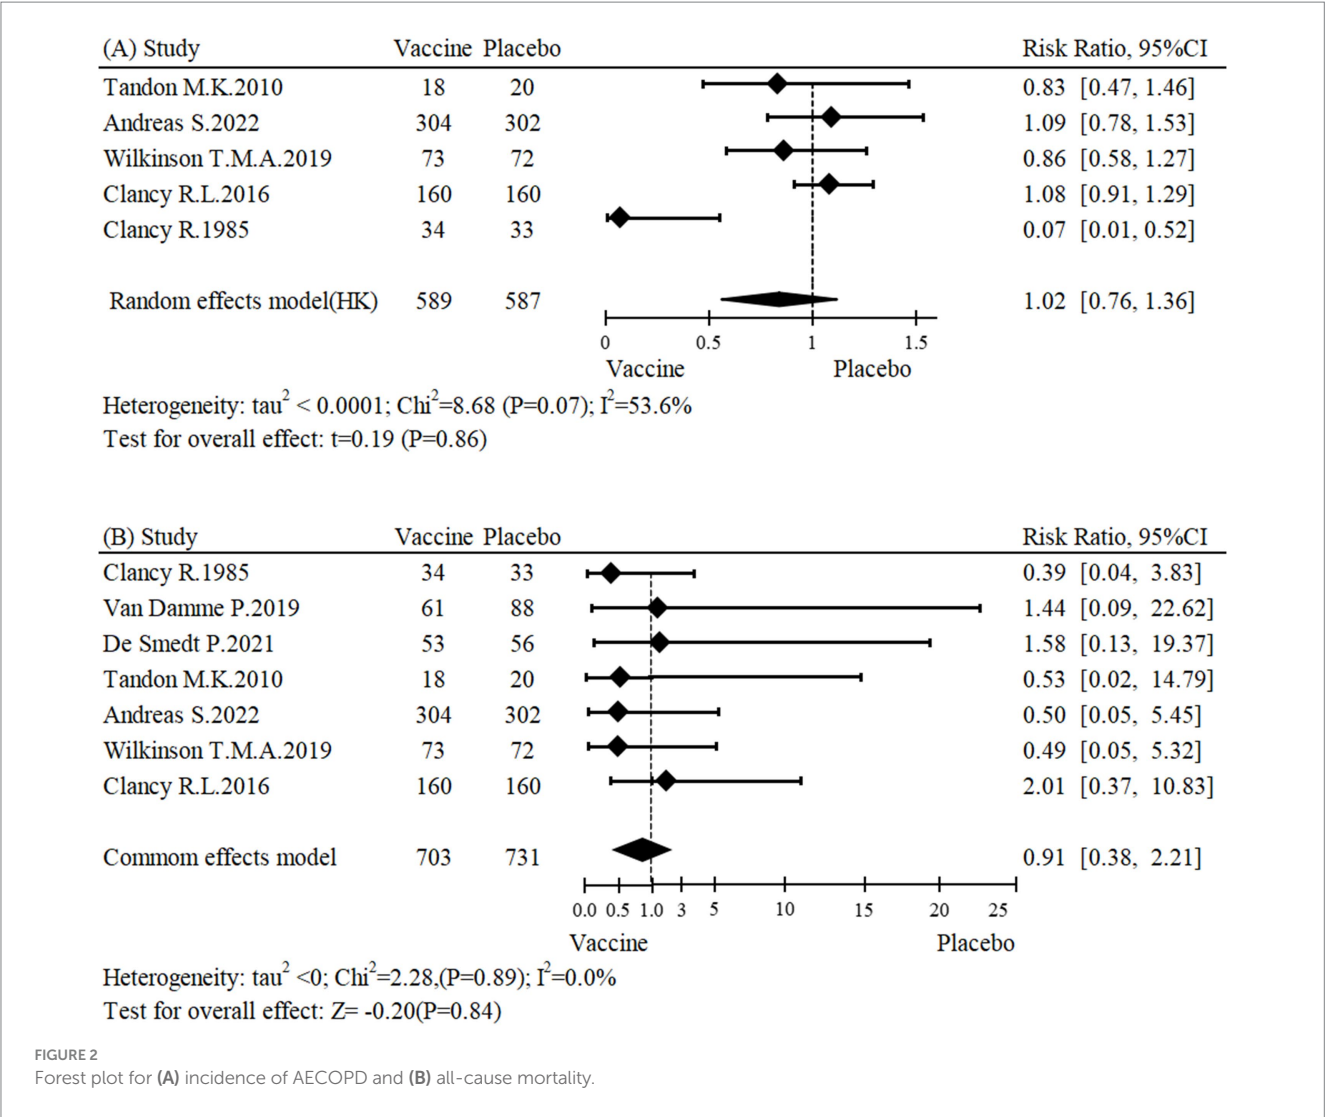 (A) Study Vaccine Placebo Risk Ratio, 95%CI
Tandon M.K.2010 18 20 0.83 [0.47, 1.46]
Andreas S.2022 304 302 1.09 [0.78, 1.53]
Wilkinson T.M.A.2019 73 72 0.86 [0.58, 1.27]
Clancy R.L.2016 160 160 1.08 [0.91, 1.29]
Clancy R.1985 34 33 0.07 [0.01, 0.52]
Random effects model(HK) 589 587 1.02 [0.76, 1.36]
0 0.5 1 1.5
Vaccine Placebo
Heterogeneity: tau² < 0.0001; Chi²=8.68 (P=0.07); I²=53.6%
Test for overall effect: t=0.19 (P=0.86)
(B) Study Vaccine Placebo Risk Ratio, 95%CI
Clancy R.1985 34 33 0.39 [0.04, 3.83]
Van Damme P.2019 61 88 1.44 [0.09, 22.62]
De Smedt P.2021 53 56 1.58 [0.13, 19.37]
Tandon M.K.2010 18 20 0.53 [0.02, 14.79]
Andreas S.2022 304 302 0.50 [0.05, 5.45]
Wilkinson T.M.A.2019 73 72 0.49 [0.05, 5.32]
Clancy R.L.2016 160 160 2.01 [0.37, 10.83]
Commom effects model 703 731 0.91 [0.38, 2.21]
0.0 0.5 1.0 3 5 10 15 20 25
Vaccine Placebo
Heterogeneity: tau² <0; Chi²=2.28,(P=0.89); I²=0.0%
Test for overall effect: Z= -0.20(P=0.84)
FIGURE 2
Forest plot for (A) incidence of AECOPD and (B) all-cause mortality.